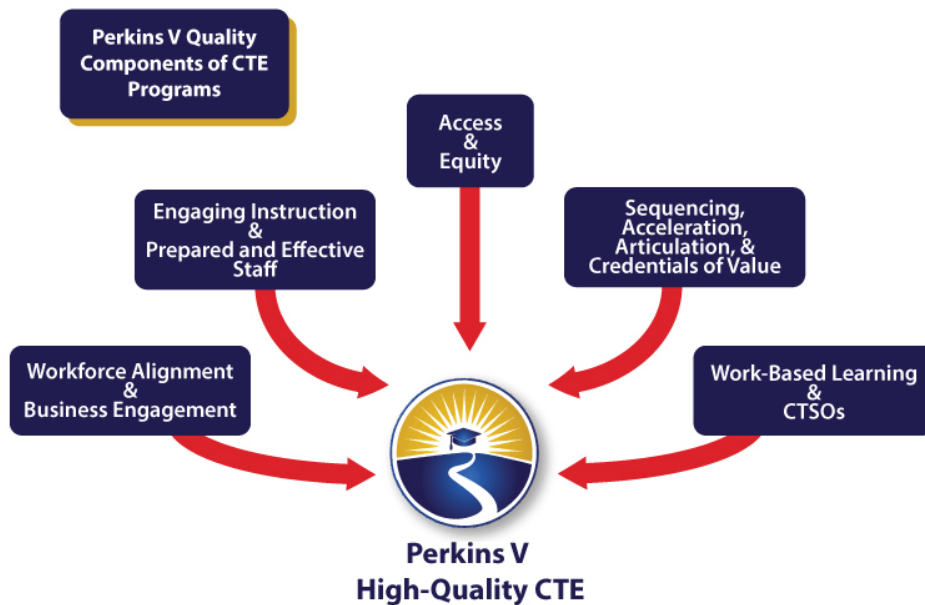 Perkins V Quality
Components of CTE
Programs
Access
&
Equity
Engaging Instruction
&
Prepared and Effective
Staff
Sequencing,
Acceleration,
Articulation, &
Credentials of Value
Workforce Alignment
&
Business Engagement
Work-Based Learning
&
CTSOs
Perkins V
High-Quality CTE